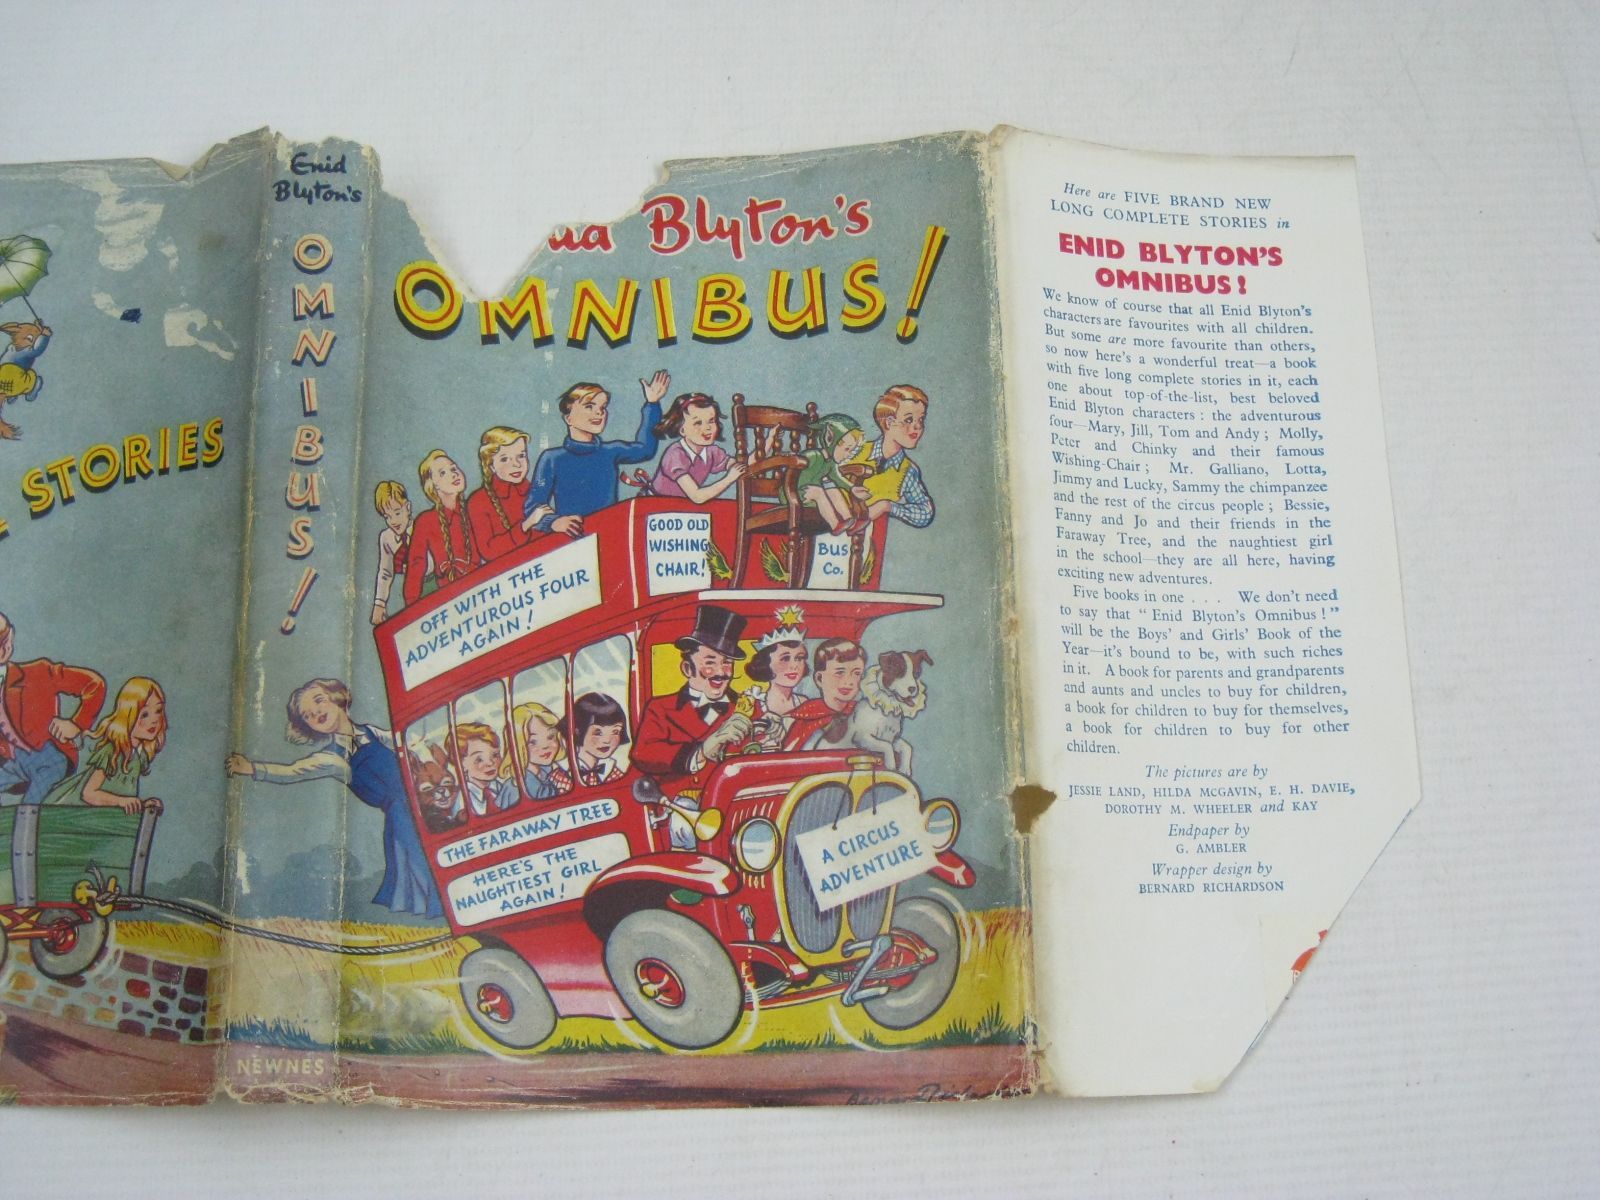 STORIES
Enid
Blyton's
OMNIBUS!
NEWNES
Blyton's
OMNIBUS!
GOOD OLD
WISHING
CHAIR!
BUS
Co.
OFF WITH THE
ADVENTUROUS FOUR
AGAIN!
THE FARAWAY TREE
HERE'S THE
NAUGHTIEST GIRL
AGAIN!
A CIRCUS
ADVENTURE
Here are FIVE BRAND NEW
LONG COMPLETE STORIES in
ENID BLYTON'S
OMNIBUS!
We know of course that all Enid Blyton's
characters are favourites with all children.
But some are more favourite than others,
so now here's a wonderful treat—a book
with five long complete stories in it, each
one about top-of-the-list, best beloved
Enid Blyton characters: the adventurous
four—Mary, Jill, Tom and Andy; Molly,
Peter and Chinky and their famous
Wishing-Chair; Mr. Galliano, Lotta,
Jimmy and Lucky, Sammy the chimpanzee
and the rest of the circus people; Bessie,
Fanny and Jo and their friends in the
Faraway Tree, and the naughtiest girl
in the school—they are all here, having
exciting new adventures.
Five books in one . . . We don't need
to say that "Enid Blyton's Omnibus!"
will be the Boys' and Girls' Book of the
Year—it's bound to be, with such riches
in it. A book for parents and grandparents
and aunts and uncles to buy for children,
a book for children to buy for themselves,
a book for children to buy for other
children.
The pictures are by
JESSIE LAND, HILDA MCGAVIN, E. H. DAVIE,
DOROTHY M. WHEELER and KAY
Endpaper by
G. AMBLER
Wrapper design by
BERNARD RICHARDSON